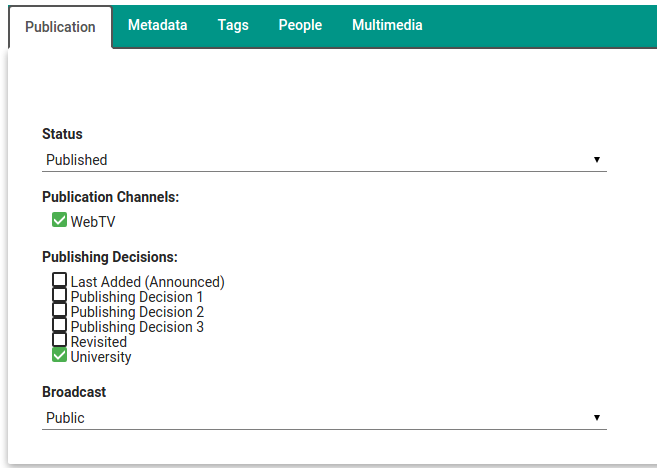 Publication Metadata Tags People Multimedia
Status
Published
Publication Channels:
WebTV
Publishing Decisions:
Last Added (Announced)
Publishing Decision 1
Publishing Decision 2
Publishing Decision 3
Revisited
University
Broadcast
Public